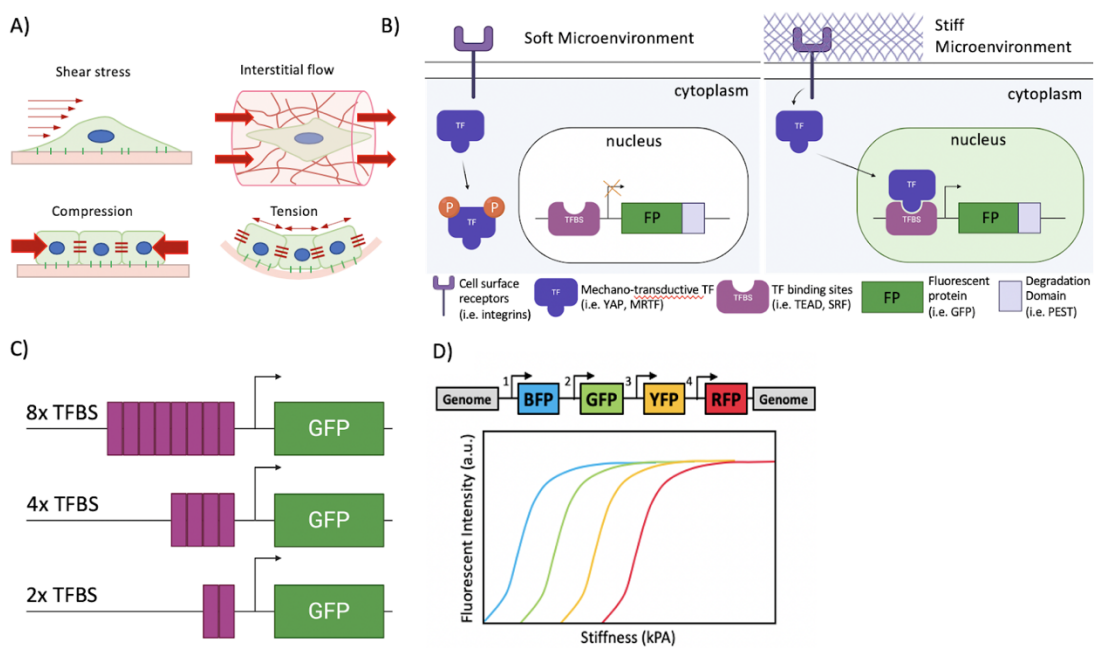 A)
Shear stress
Interstitial flow
Compression
Tension
B)
Soft Microenvironment
cytoplasm
TF
nucleus
P
P
TF
TFBS
FP
Stiff
Microenvironment
cytoplasm
TF
nucleus
TF
TFBS
FP
Cell surface
receptors
(i.e. integrins)
TF
Mechano-transductive TF
(i.e. YAP, MRTF)
TFBS
TF binding sites
(i.e. TEAD, SRF)
FP
Fluorescent
protein
(i.e. GFP)
Degradation
Domain
(i.e. PEST)
C)
8x TFBS
GFP
4x TFBS
GFP
2x TFBS
GFP
D)
1 2 3 4
Genome BFP GFP YFP RFP Genome
Fluorescent Intensity (a.u.)
Stiffness (kPA)